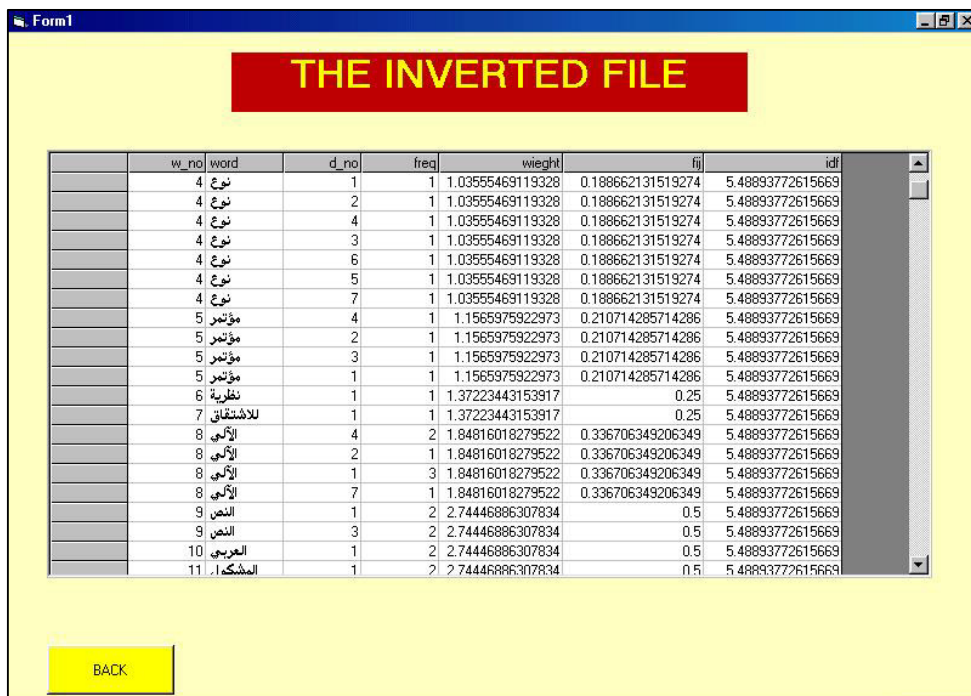 Form1
THE INVERTED FILE
w_no word d_no freq wieght fij idf
4 نوع 1 1 1.03555469119328 0.188662131519274 5.48893772615669
4 نوع 2 1 1.03555469119328 0.188662131519274 5.48893772615669
4 نوع 4 1 1.03555469119328 0.188662131519274 5.48893772615669
4 نوع 3 1 1.03555469119328 0.188662131519274 5.48893772615669
4 نوع 6 1 1.03555469119328 0.188662131519274 5.48893772615669
4 نوع 5 1 1.03555469119328 0.188662131519274 5.48893772615669
4 نوع 7 1 1.03555469119328 0.188662131519274 5.48893772615669
5 مؤتمر 4 1 1.1565975922973 0.210714285714286 5.48893772615669
5 مؤتمر 2 1 1.1565975922973 0.210714285714286 5.48893772615669
5 مؤتمر 3 1 1.1565975922973 0.210714285714286 5.48893772615669
5 مؤتمر 1 1 1.1565975922973 0.210714285714286 5.48893772615669
6 نظرية 1 1 1.37223443153917 0.25 5.48893772615669
7 للاشتقاق 1 1 1.37223443153917 0.25 5.48893772615669
8 الآلي 4 2 1.84816018279522 0.336706349206349 5.48893772615669
8 الآلي 2 1 1.84816018279522 0.336706349206349 5.48893772615669
8 الآلي 1 3 1.84816018279522 0.336706349206349 5.48893772615669
8 الآلي 7 1 1.84816018279522 0.336706349206349 5.48893772615669
9 النص 1 2 2.74446886307834 0.5 5.48893772615669
9 النص 3 2 2.74446886307834 0.5 5.48893772615669
10 العربي 1 2 2.74446886307834 0.5 5.48893772615669
11 المشكول 1 2 2.74446886307834 0.5 5.48893772615669
BACK